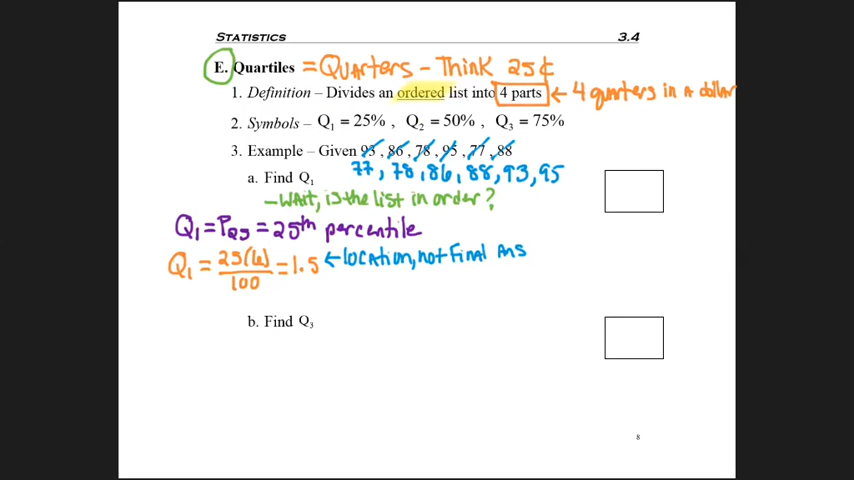 STATISTICS 3.4
E. Quartiles = QUARTERS - THINK 25¢
1. Definition – Divides an ordered list into 4 parts ← 4 quarters in a dollar
2. Symbols – Q1 = 25% , Q2 = 50% , Q3 = 75%
3. Example – Given 93 , 86 , 78 , 95 , 77 , 88
77, 78, 86, 88, 93, 95
a. Find Q1
- WAIT, is the list in order?
Q1 = P25 = 25th percentile
Q1 = 25(6)/100 = 1.5 ← location, not Final Ans
b. Find Q3
8